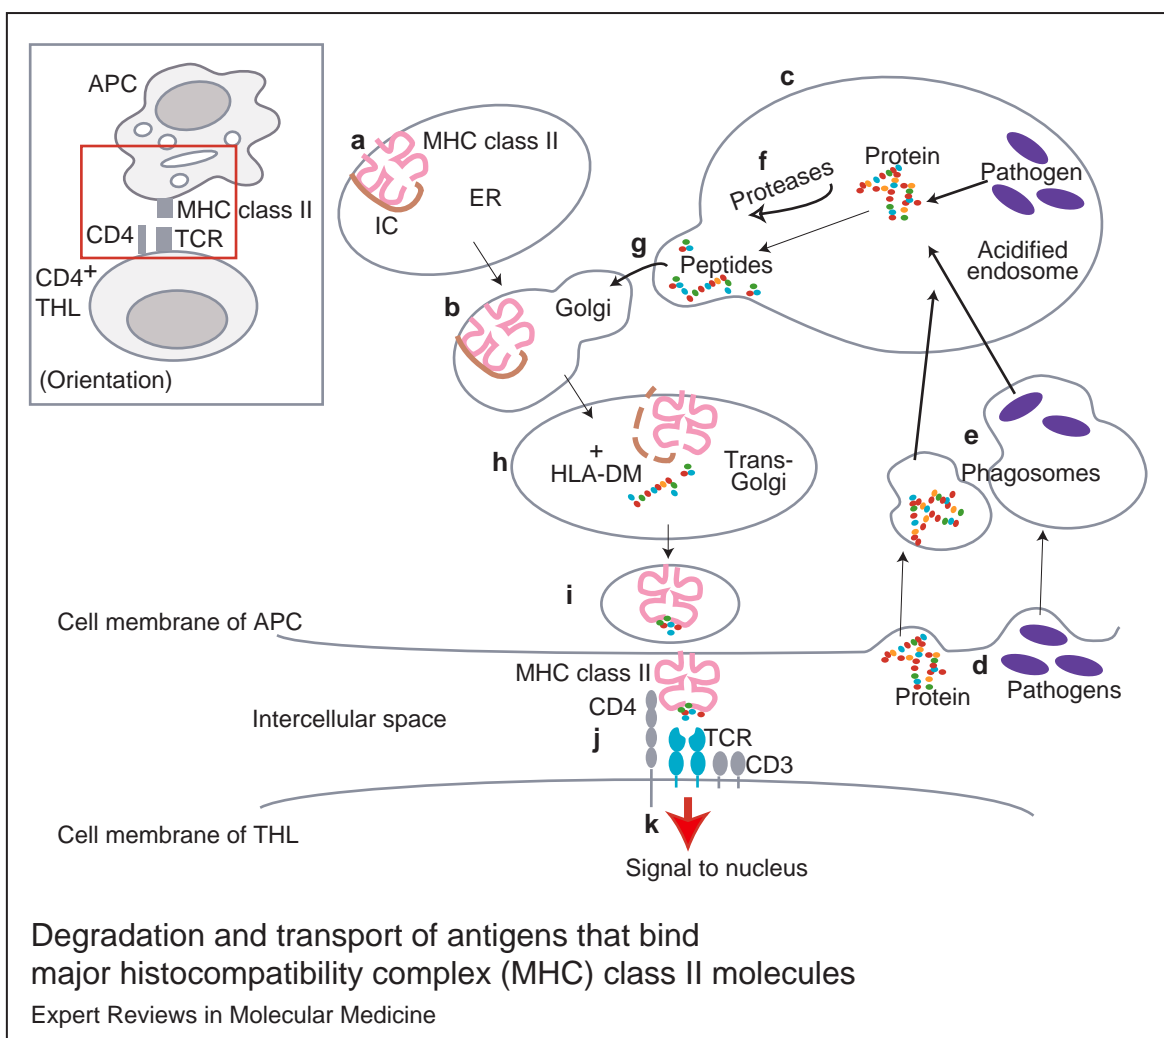 APC
MHC class II
CD4
TCR
CD4+
THL
(Orientation)
a
MHC class II
IC
ER
b
Golgi
c
f
Proteases
Protein
Pathogen
Acidified
endosome
g
Peptides
h
+
HLA-DM
Trans-
Golgi
e
Phagosomes
i
Cell membrane of APC
d
Protein
Pathogens
MHC class II
CD4
Intercellular space
j
TCR
CD3
Cell membrane of THL
k
Signal to nucleus
Degradation and transport of antigens that bind
major histocompatibility complex (MHC) class II molecules
Expert Reviews in Molecular Medicine